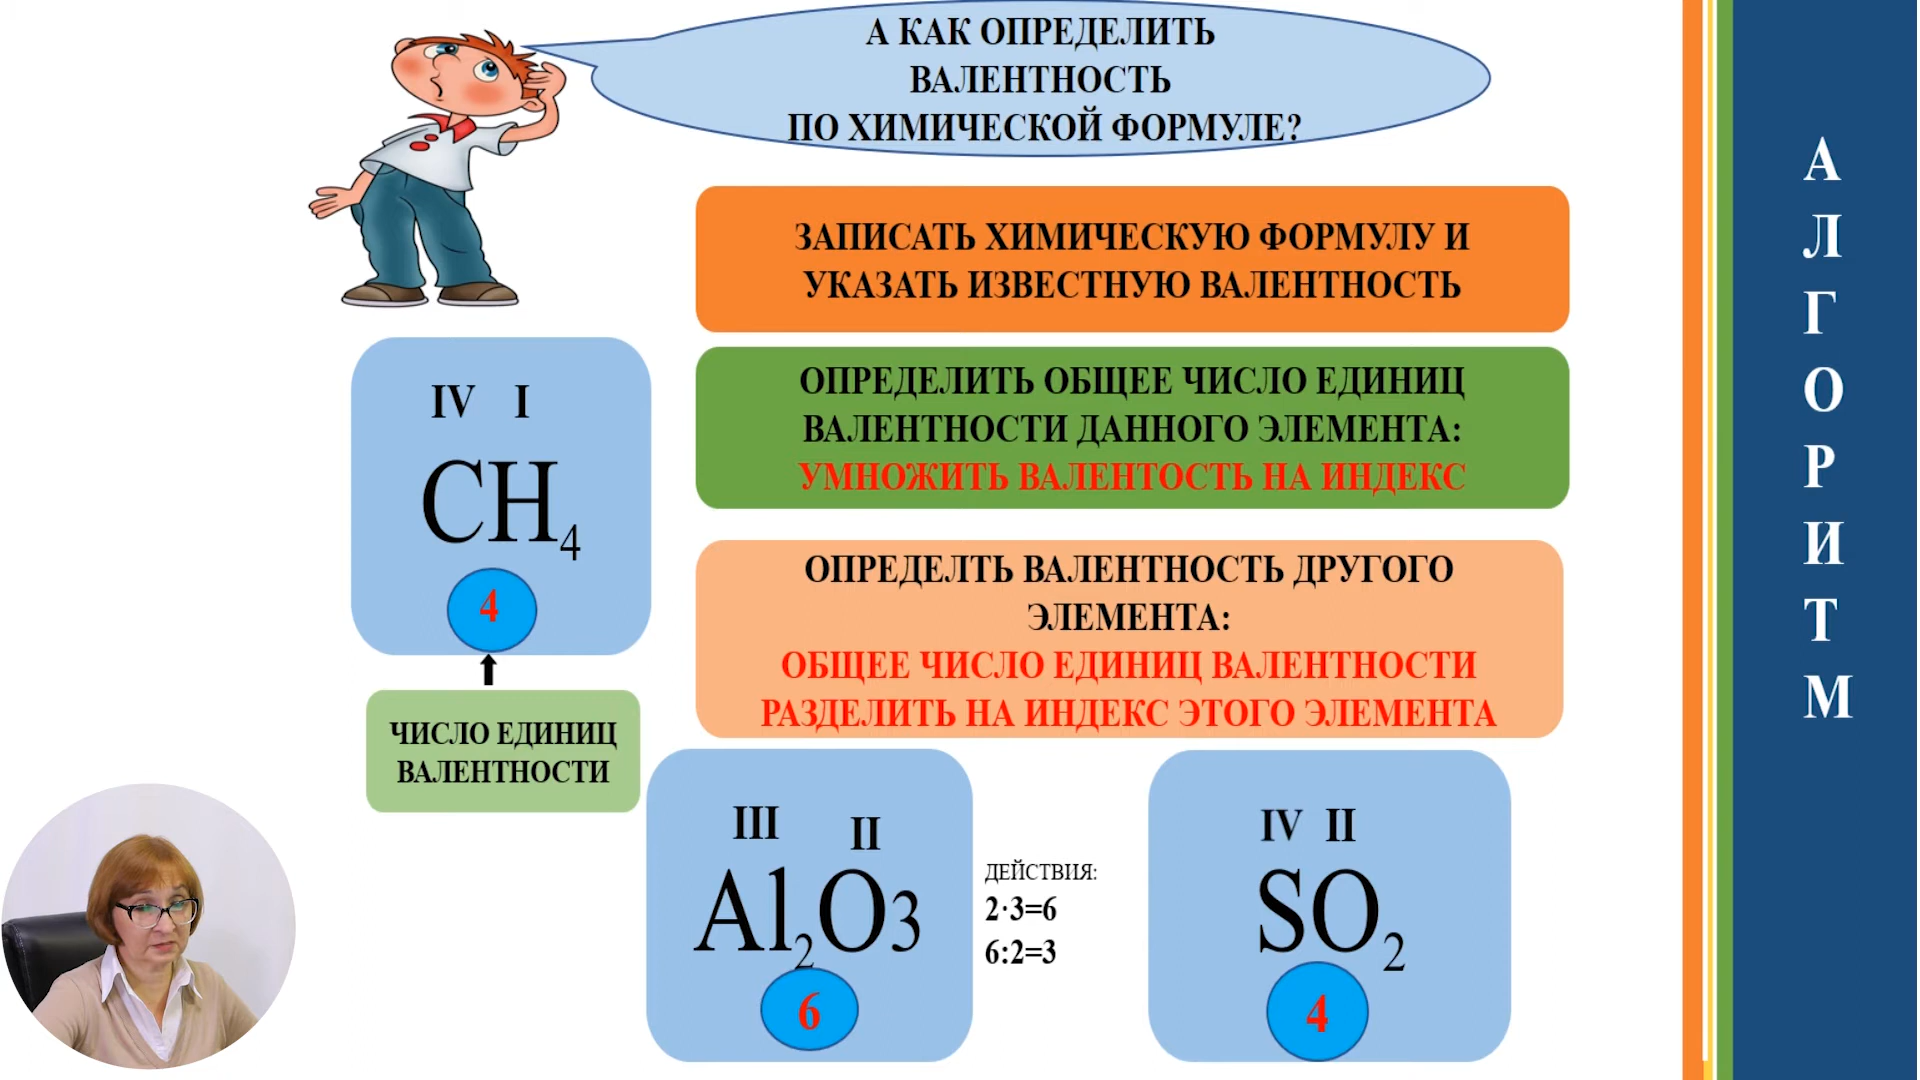 А КАК ОПРЕДЕЛИТЬ
ВАЛЕНТНОСТЬ
ПО ХИМИЧЕСКОЙ ФОРМУЛЕ?
ЗАПИСАТЬ ХИМИЧЕСКУЮ ФОРМУЛУ И
УКАЗАТЬ ИЗВЕСТНУЮ ВАЛЕНТНОСТЬ
ОПРЕДЕЛИТЬ ОБЩЕЕ ЧИСЛО ЕДИНИЦ
ВАЛЕНТНОСТИ ДАННОГО ЭЛЕМЕНТА:
УМНОЖИТЬ ВАЛЕНТОСТЬ НА ИНДЕКС
ОПРЕДЕЛТЬ ВАЛЕНТНОСТЬ ДРУГОГО
ЭЛЕМЕНТА:
ОБЩЕЕ ЧИСЛО ЕДИНИЦ ВАЛЕНТНОСТИ
РАЗДЕЛИТЬ НА ИНДЕКС ЭТОГО ЭЛЕМЕНТА
IV I
CH₄
4
ЧИСЛО ЕДИНИЦ
ВАЛЕНТНОСТИ
III II
Al₂O3
6
ДЕЙСТВИЯ:
2·3=6
6:2=3
IV II
SO₂
4
А
Л
Г
О
Р
И
Т
М